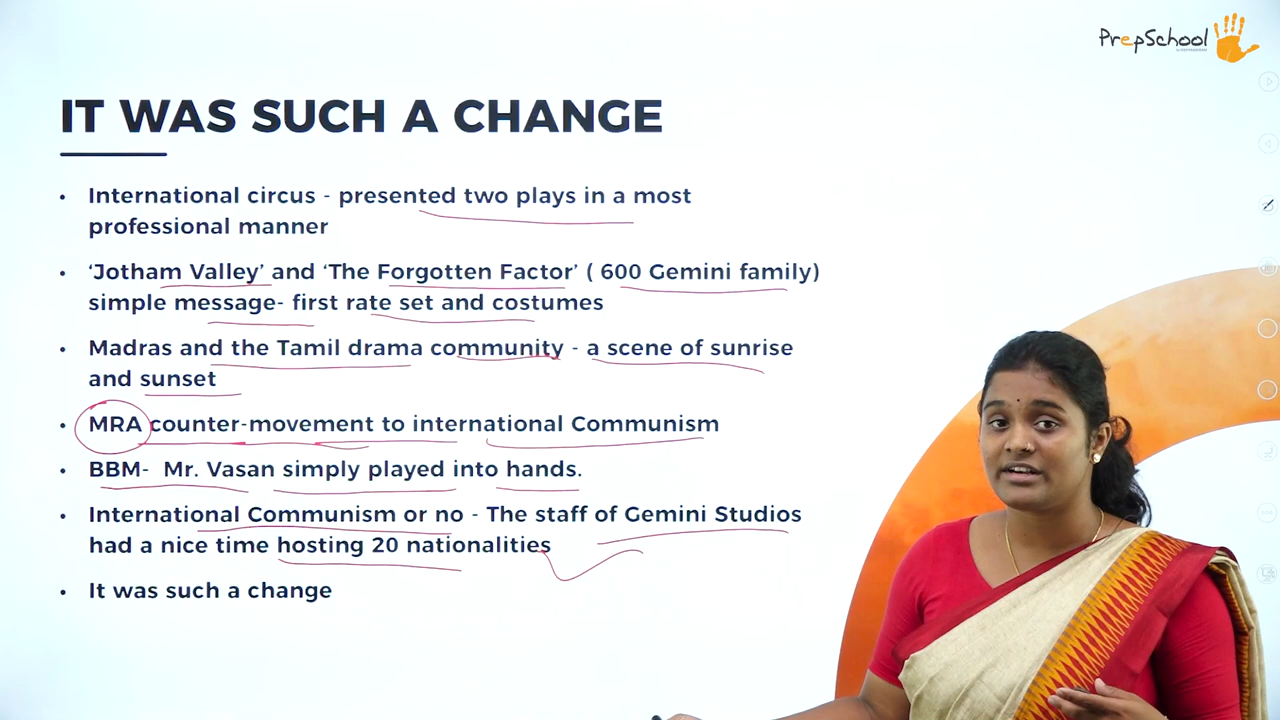 PrepSchool
IT WAS SUCH A CHANGE
• International circus - presented two plays in a most
professional manner
• ‘Jotham Valley’ and ‘The Forgotten Factor’ ( 600 Gemini family)
simple message- first rate set and costumes
• Madras and the Tamil drama community - a scene of sunrise
and sunset
• MRA counter-movement to international Communism
• BBM- Mr. Vasan simply played into hands.
• International Communism or no - The staff of Gemini Studios
had a nice time hosting 20 nationalities
• It was such a change